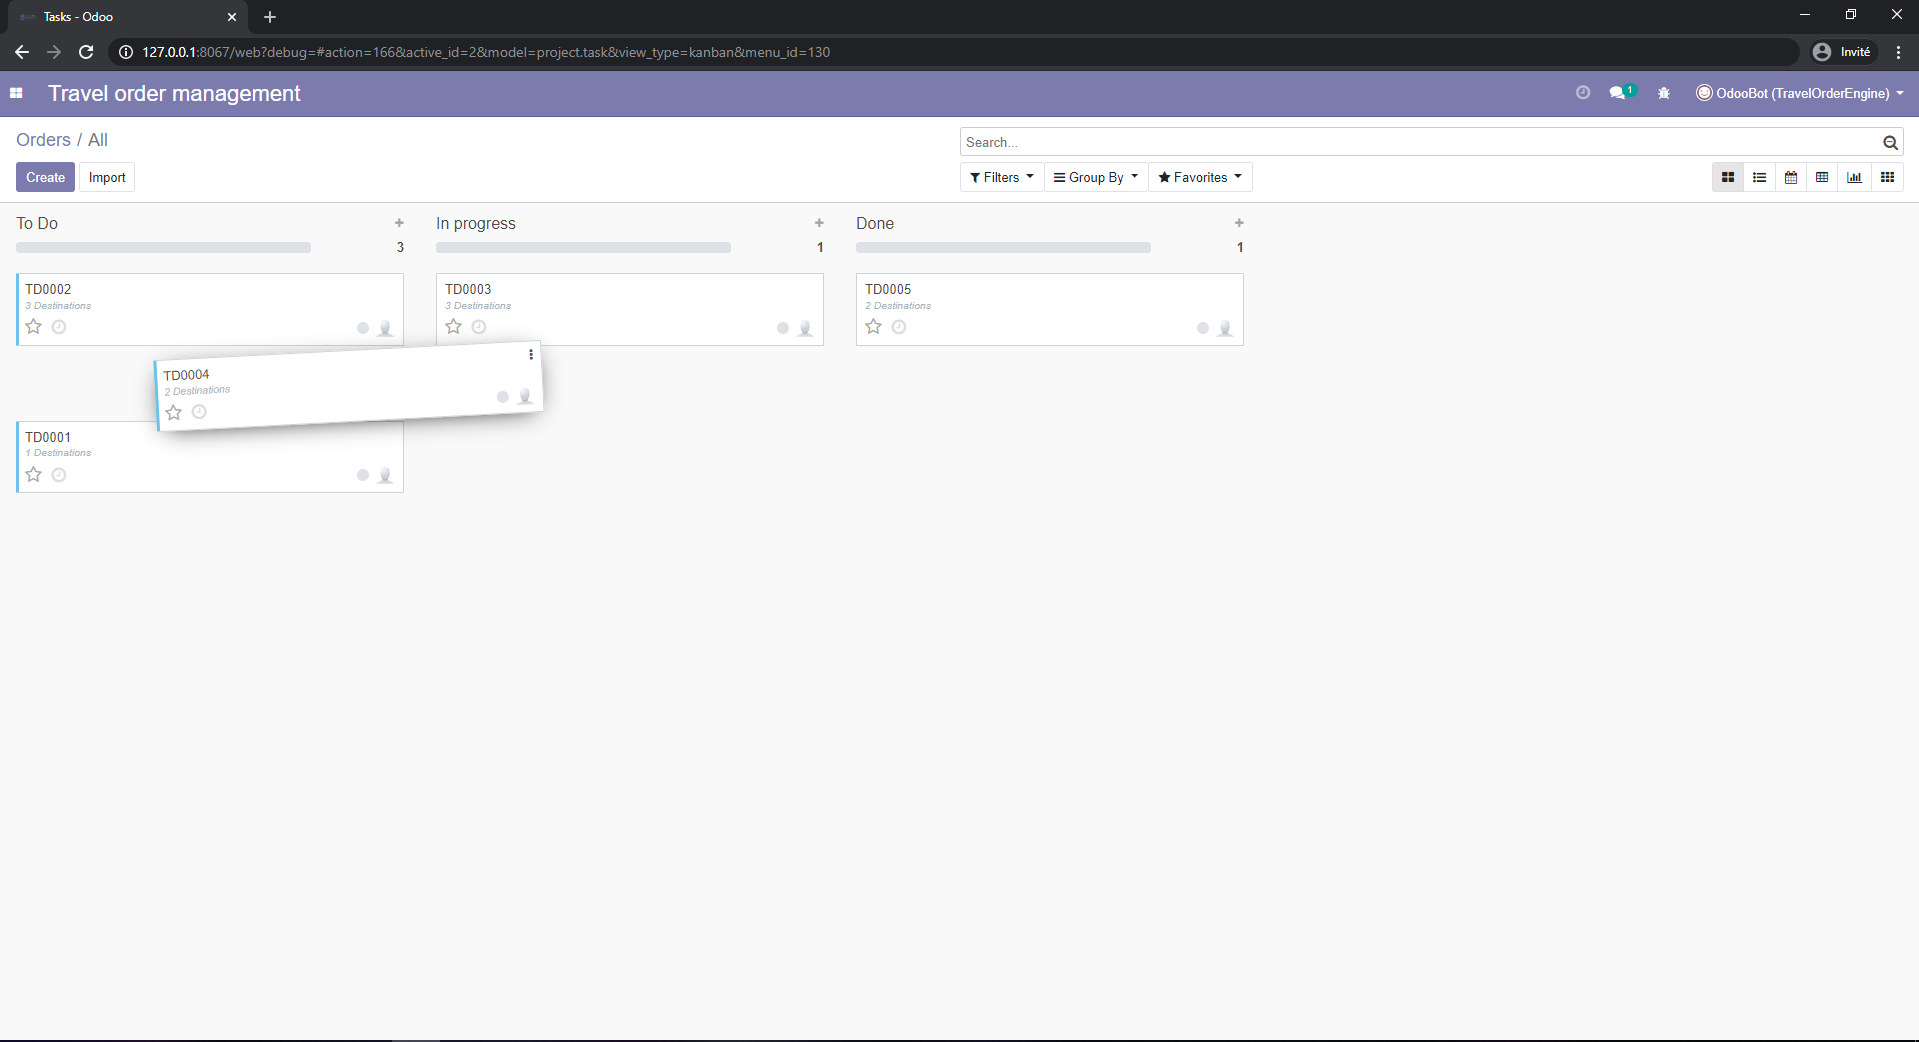 Tasks - Odoo
127.0.0.1:8067/web?debug=#action=166&active_id=2&model=project.task&view_type=kanban&menu_id=130
Invité
Travel order management
1
OdooBot (TravelOrderEngine)
Orders / All
Search...
Create
Import
Filters
Group By
Favorites
To Do
In progress
Done
3
1
1
TD0002
3 Destinations
TD0003
3 Destinations
TD0005
2 Destinations
TD0004
2 Destinations
TD0001
1 Destinations